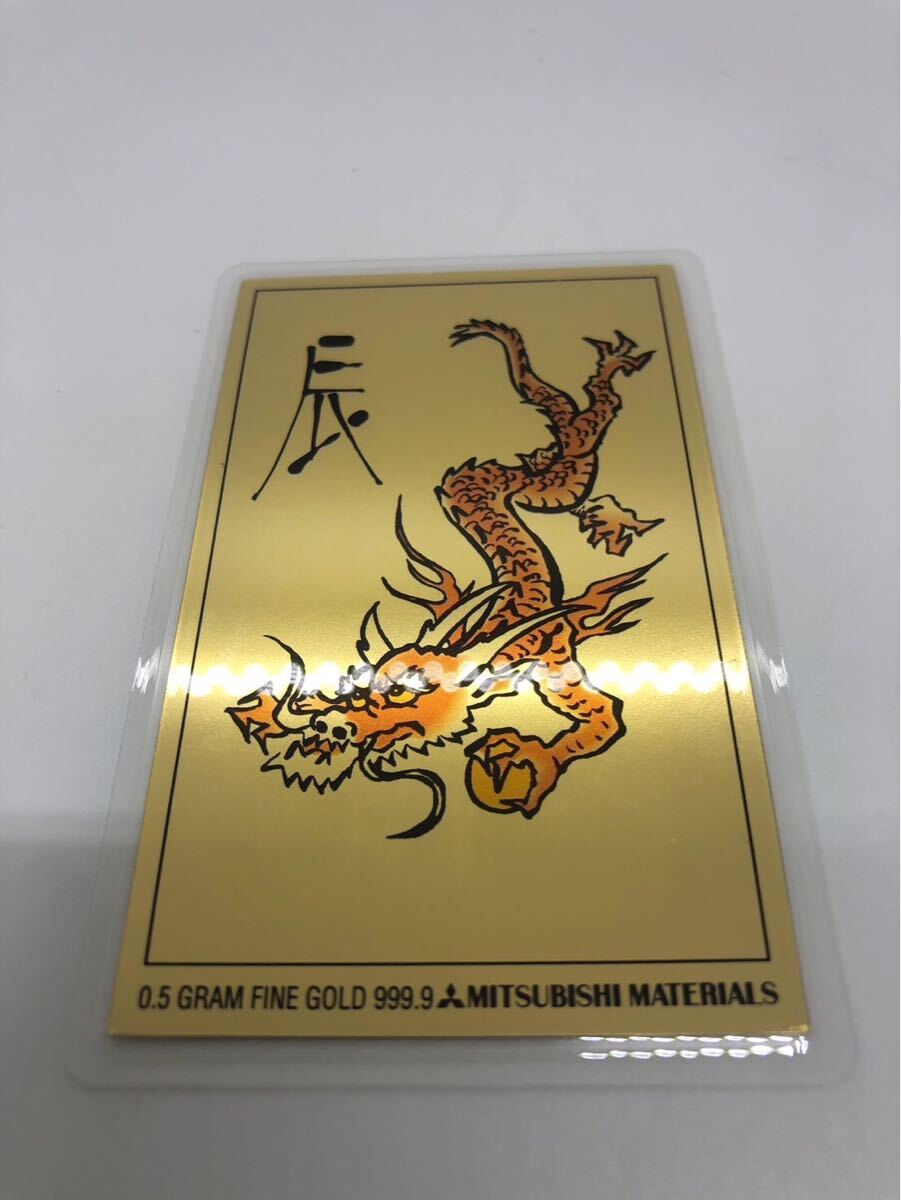 辰
0.5 GRAM FINE GOLD 999.9 MITSUBISHI MATERIALS